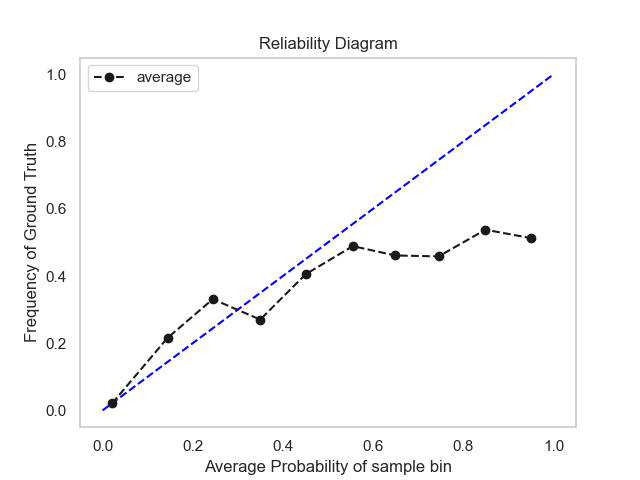 Reliability Diagram
average
Frequency of Ground Truth
1.0
0.8
0.6
0.4
0.2
0.0
0.0 0.2 0.4 0.6 0.8 1.0
Average Probability of sample bin